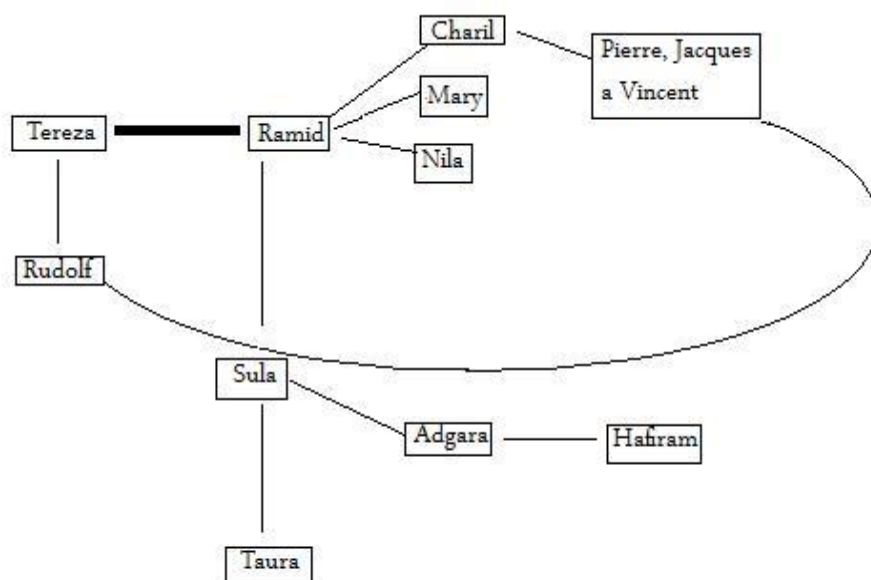 Charil
Pierre, Jacques
a Vincent
Mary
Tereza
Ramid
Nila
Rudolf
Sula
Adgara
Hafiram
Taura